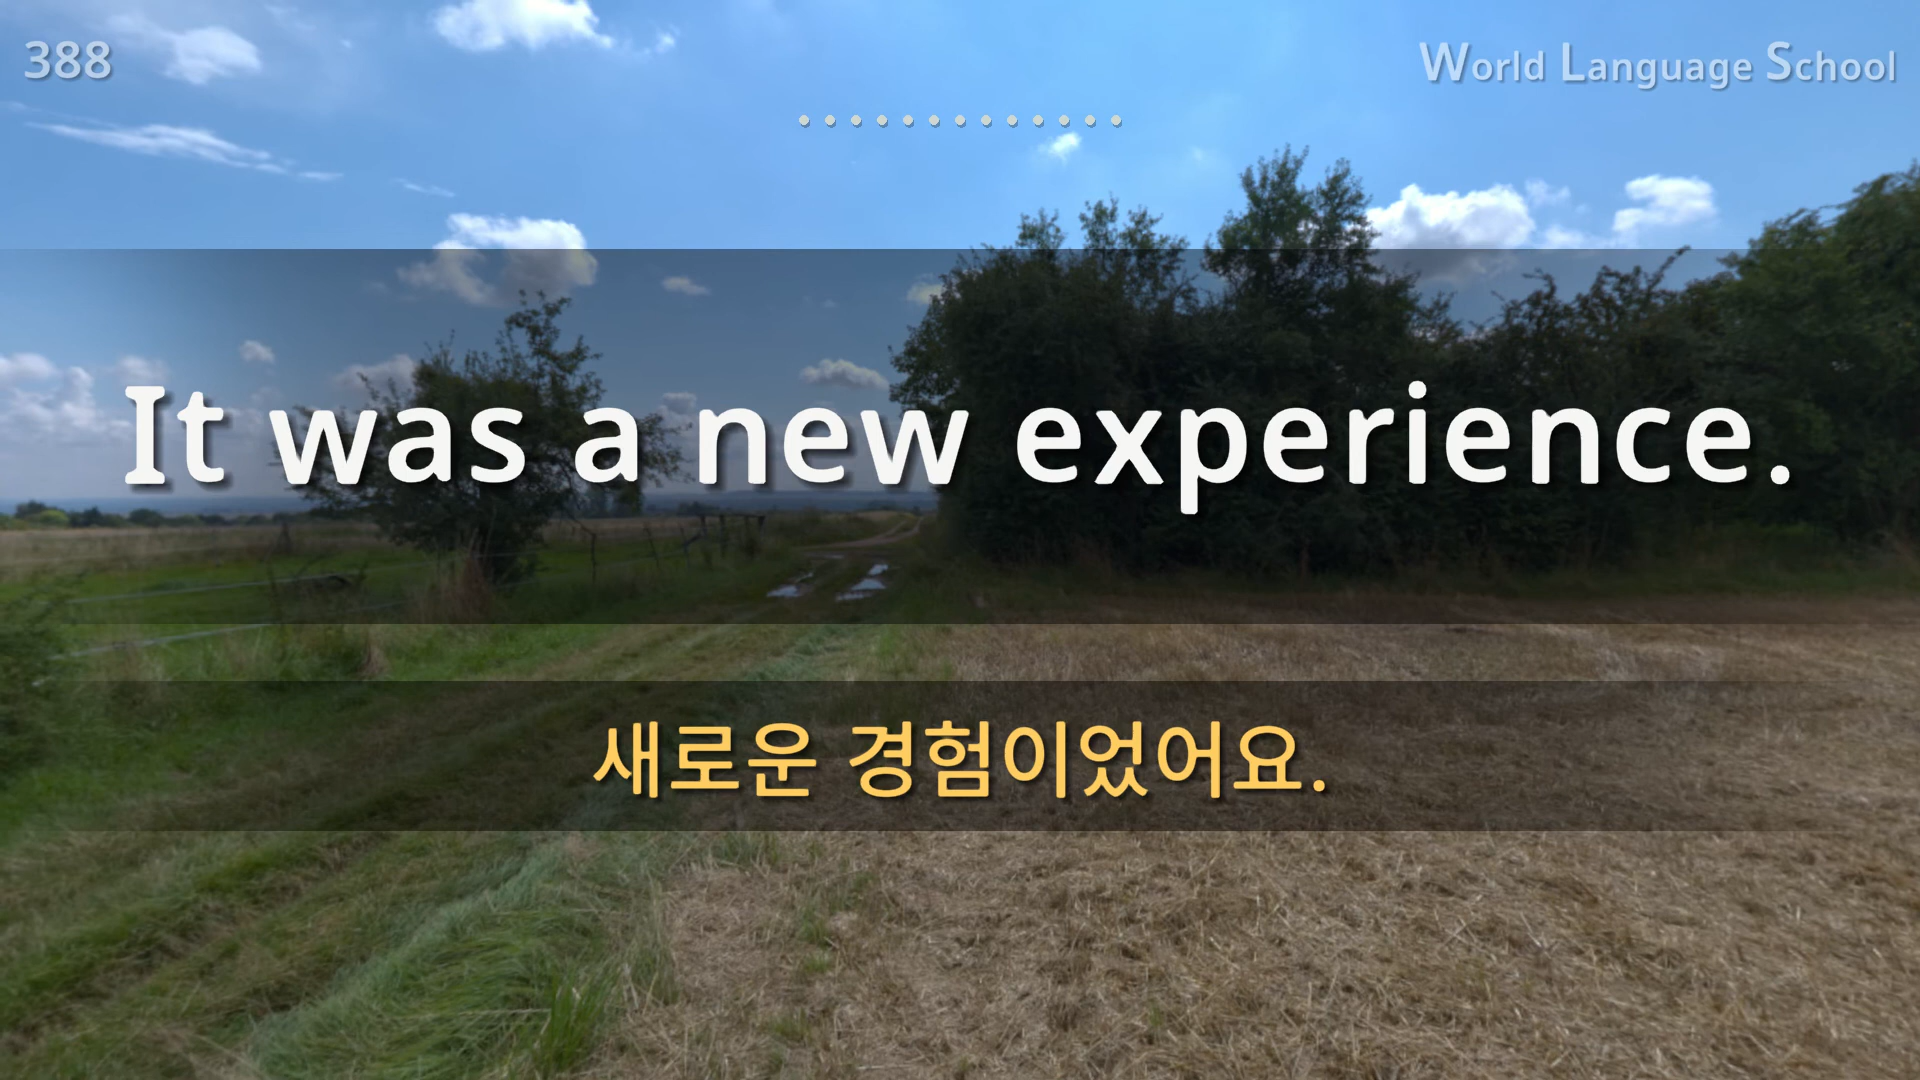 388
World Language School
It was a new experience.
새로운 경험이었어요.